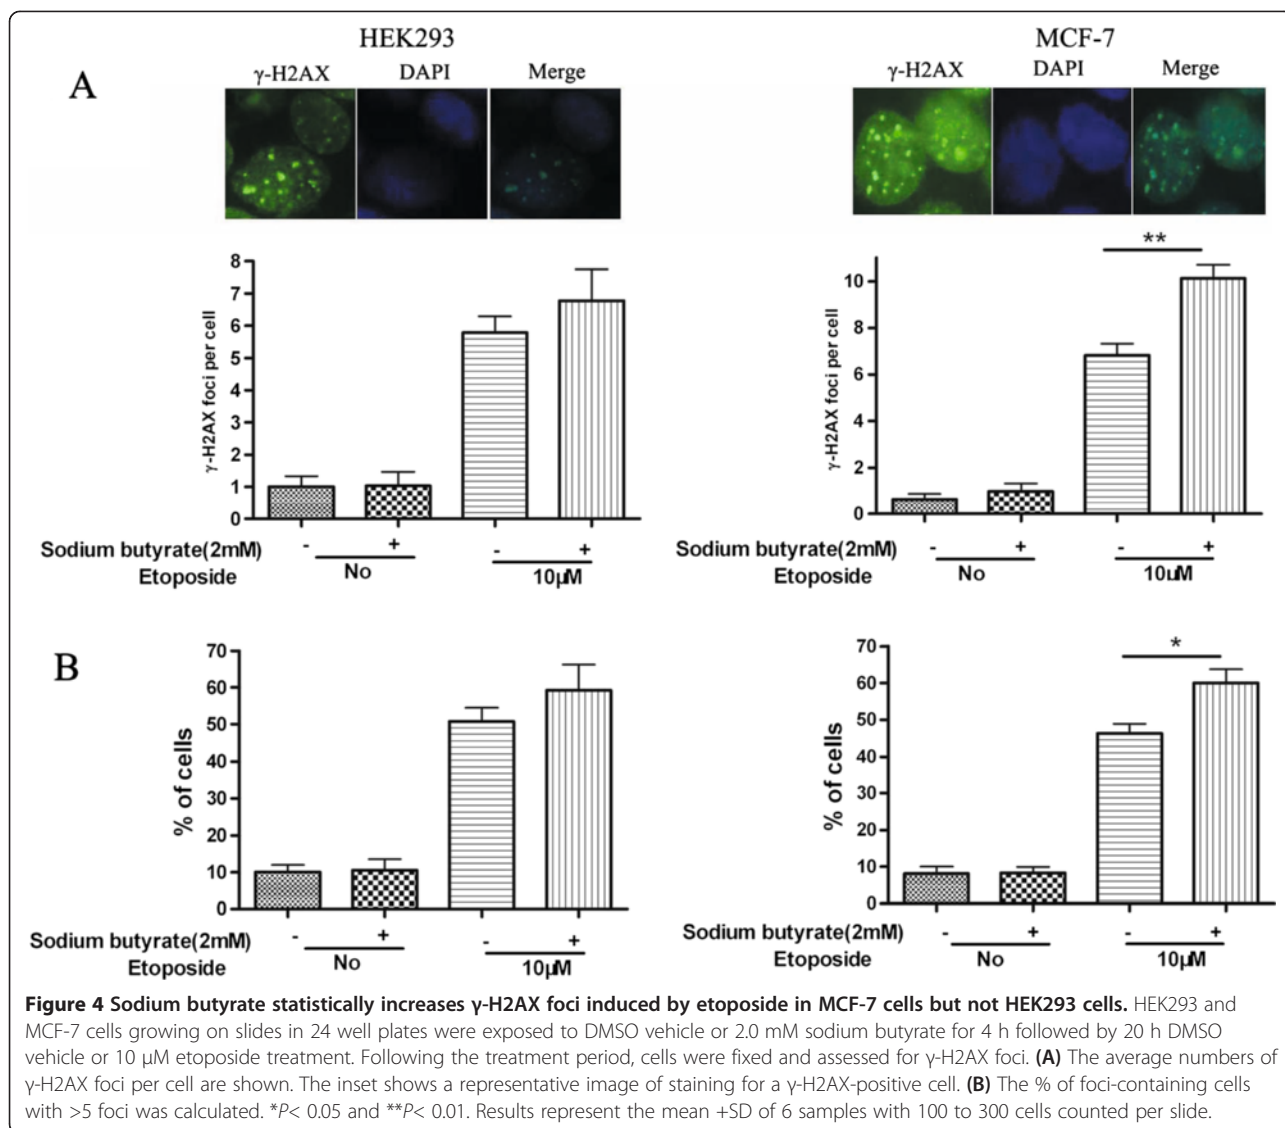 HEK293
MCF-7
A
γ-H2AX DAPI Merge
γ-H2AX DAPI Merge
γ-H2AX foci per cell
8
7
6
5
4
3
2
1
0
Sodium butyrate(2mM) - + - +
Etoposide No 10μM
**
γ-H2AX foci per cell
10
8
6
4
2
0
Sodium butyrate(2mM) - + - +
Etoposide No 10uM
B
% of cells
70
60
50
40
30
20
10
0
Sodium butyrate(2mM) - + - +
Etoposide No 10μM
*
% of cells
70
60
50
40
30
20
10
0
Sodium butyrate(2mM) - + - +
Etoposide No 10μM
Figure 4 Sodium butyrate statistically increases γ-H2AX foci induced by etoposide in MCF-7 cells but not HEK293 cells. HEK293 and
MCF-7 cells growing on slides in 24 well plates were exposed to DMSO vehicle or 2.0 mM sodium butyrate for 4 h followed by 20 h DMSO
vehicle or 10 μM etoposide treatment. Following the treatment period, cells were fixed and assessed for γ-H2AX foci. (A) The average numbers of
γ-H2AX foci per cell are shown. The inset shows a representative image of staining for a γ-H2AX-positive cell. (B) The % of foci-containing cells
with >5 foci was calculated. *P< 0.05 and **P< 0.01. Results represent the mean +SD of 6 samples with 100 to 300 cells counted per slide.